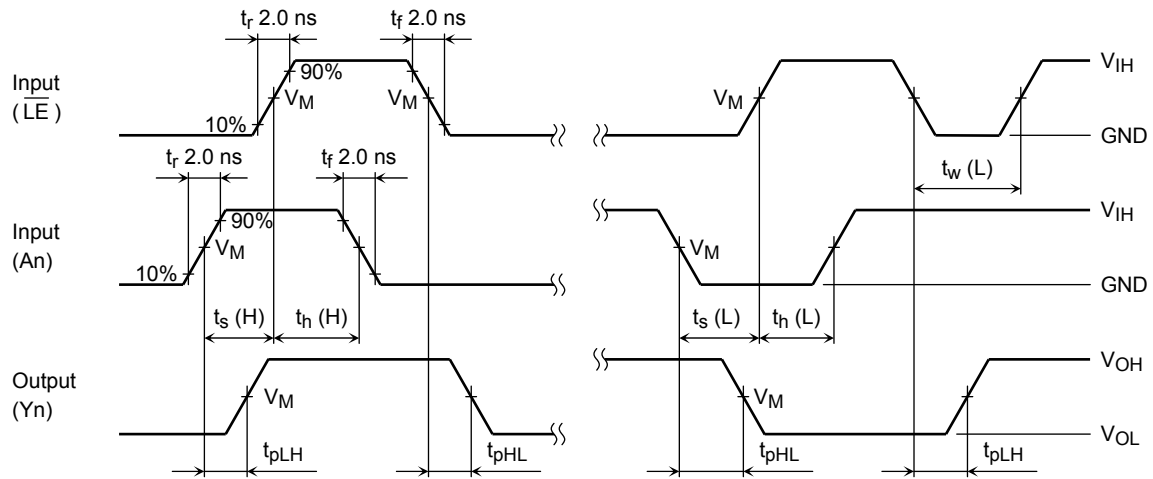 tr 2.0 ns
tf 2.0 ns
Input
(LE)
90%
VM
VM
10%
VM
VIH
GND
tw (L)
tr 2.0 ns
tf 2.0 ns
Input
(An)
90%
VM
10%
VM
VIH
GND
ts (H)
th (H)
ts (L)
th (L)
Output
(Yn)
VM
VM
VOH
VOL
tpLH
tpHL
tpHL
tpLH